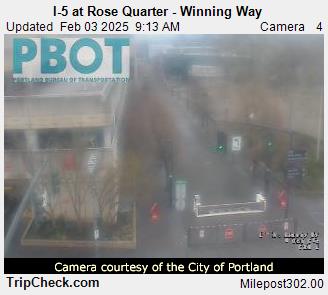 I-5 at Rose Quarter - Winning Way
Updated Feb 03 2025 9:13 AM Camera 4
PBOT
PORTLAND BUREAU OF TRANSPORTATION
Camera courtesy of the City of Portland
TripCheck.com Milepost302.00